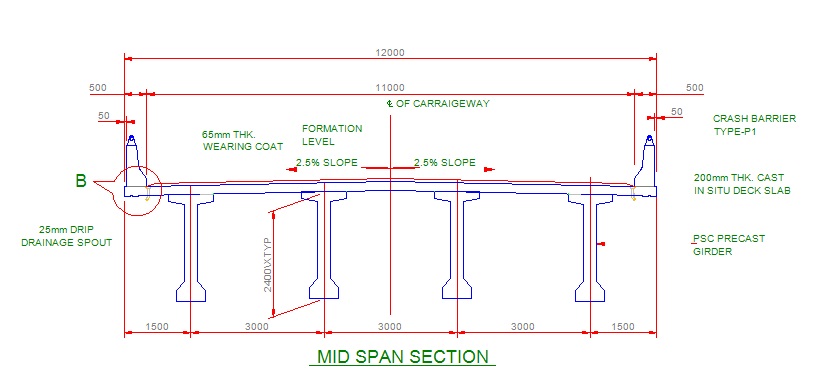 12000
500
11000
500
℄ OF CARRAIGEWAY
50
50
CRASH BARRIER
TYPE-P1
65mm THK.
WEARING COAT
FORMATION
LEVEL
2.5% SLOPE
2.5% SLOPE
B
200mm THK. CAST
IN SITU DECK SLAB
25mm DRIP
DRAINAGE SPOUT
2400\XTYP
PSC PRECAST
GIRDER
1500
3000
3000
3000
1500
MID SPAN SECTION